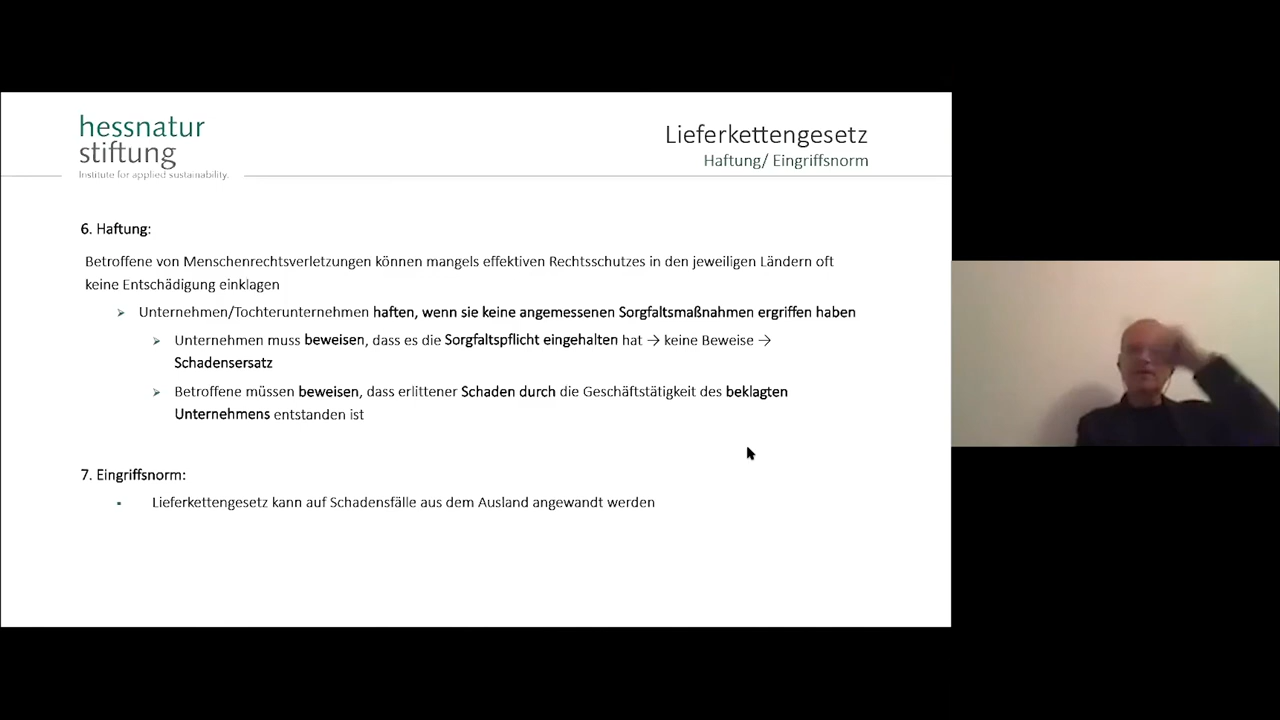 hessnatur
stiftung
Institute for applied sustainability.
Lieferkettengesetz
Haftung/ Eingriffsnorm
6. Haftung:
Betroffene von Menschenrechtsverletzungen können mangels effektiven Rechtsschutzes in den jeweiligen Ländern oft
keine Entschädigung einklagen
➢ Unternehmen/Tochterunternehmen haften, wenn sie keine angemessenen Sorgfaltsmaßnahmen ergriffen haben
➢ Unternehmen muss beweisen, dass es die Sorgfaltspflicht eingehalten hat → keine Beweise →
Schadensersatz
➢ Betroffene müssen beweisen, dass erlittener Schaden durch die Geschäftstätigkeit des beklagten
Unternehmens entstanden ist
7. Eingriffsnorm:
▪ Lieferkettengesetz kann auf Schadensfälle aus dem Ausland angewandt werden